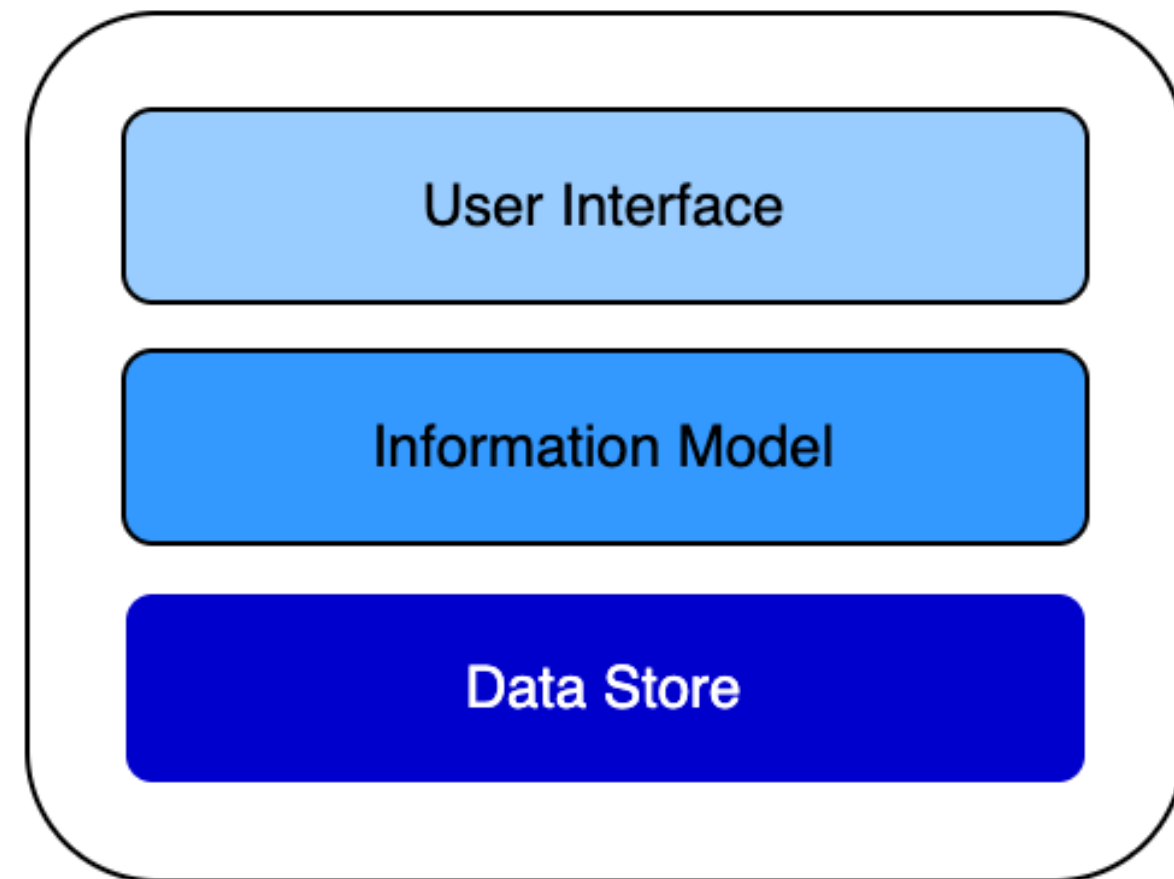 User Interface
Information Model
Data Store